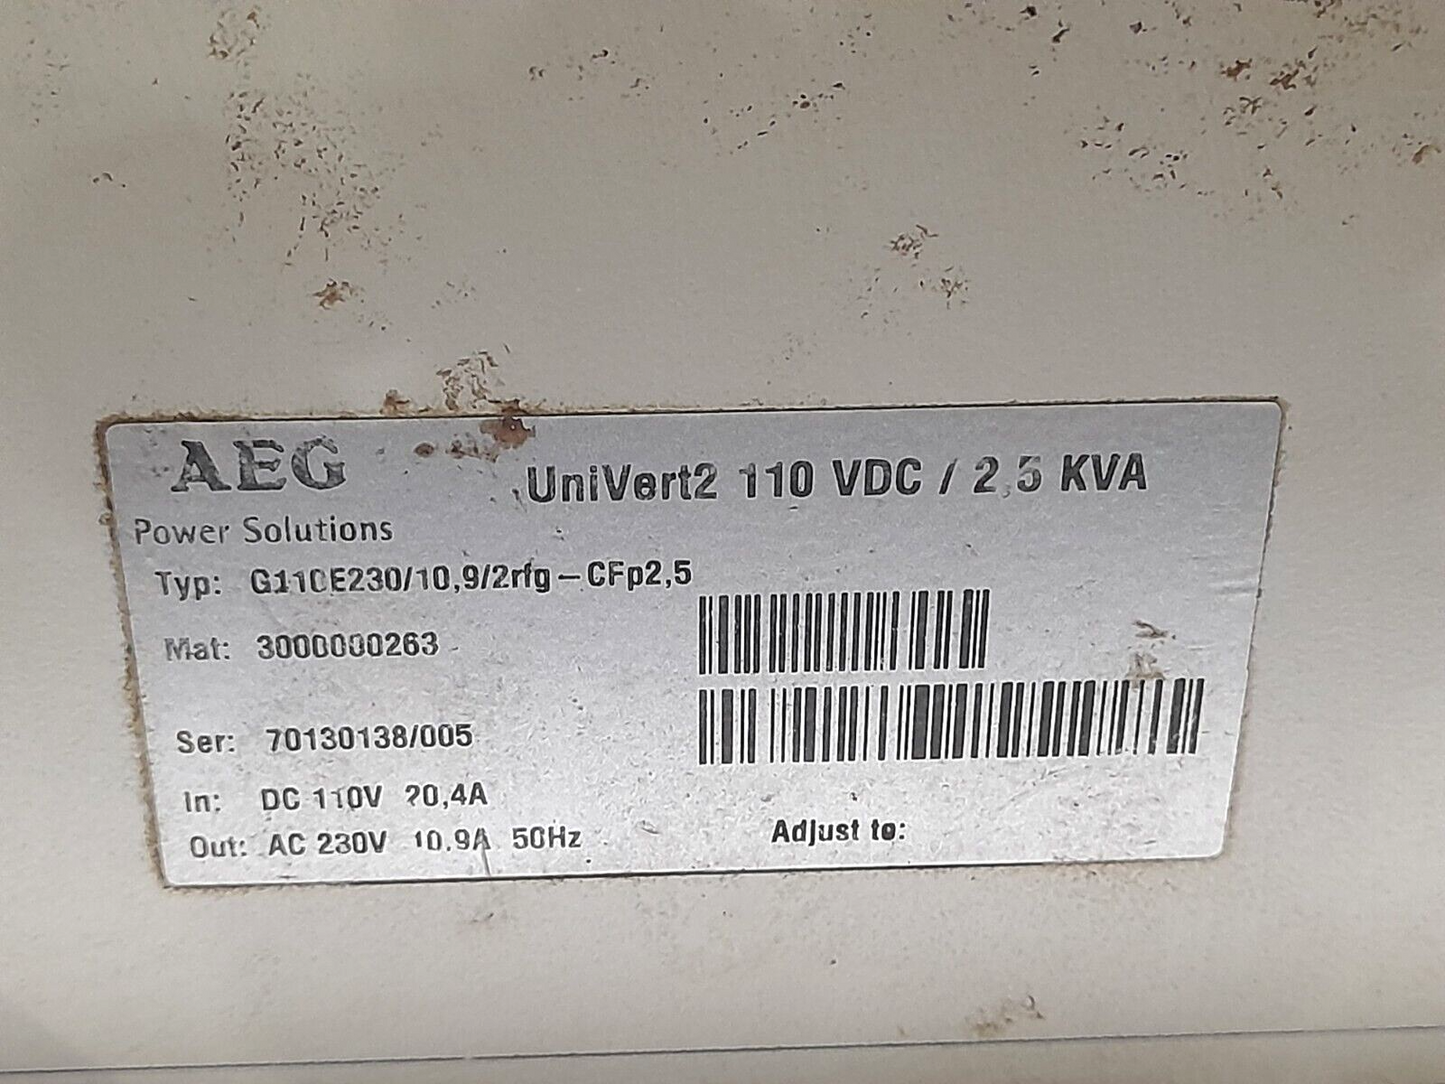 AEG
UniVert2 110 VDC / 2,5 KVA
Power Solutions
Typ: G110E230/10,9/2rfg-CFp2,5
Mat: 3000000263
Ser: 70130138/005
In: DC 110V 20,4A
Out: AC 230V 10.9A 50Hz
Adjust to: